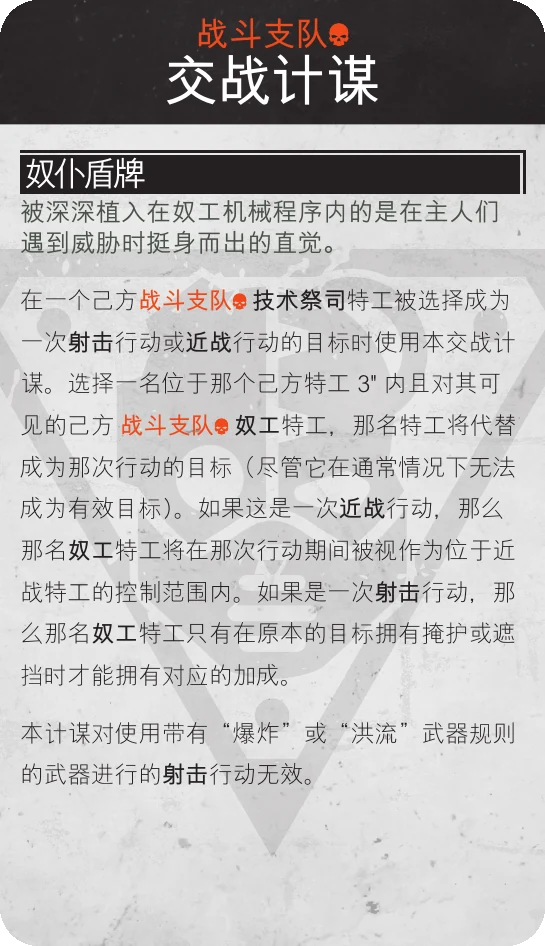 战斗支队
交战计谋
奴仆盾牌
被深深植入在奴工机械程序内的是在主人们
遇到威胁时挺身而出的直觉。
在一个己方战斗支队 技术祭司特工被选择成为
一次射击行动或近战行动的目标时使用本交战计
谋。选择一名位于那个己方特工 3" 内且对其可
见的己方 战斗支队 奴工特工，那名特工将代替
成为那次行动的目标（尽管它在通常情况下无法
成为有效目标）。如果这是一次近战行动，那么
那名奴工特工将在那次行动期间被视作为位于近
战特工的控制范围内。如果是一次射击行动，那
么那名奴工特工只有在原本的目标拥有掩护或遮
挡时才能拥有对应的加成。
本计谋对使用带有“爆炸”或“洪流”武器规则
的武器进行的射击行动无效。